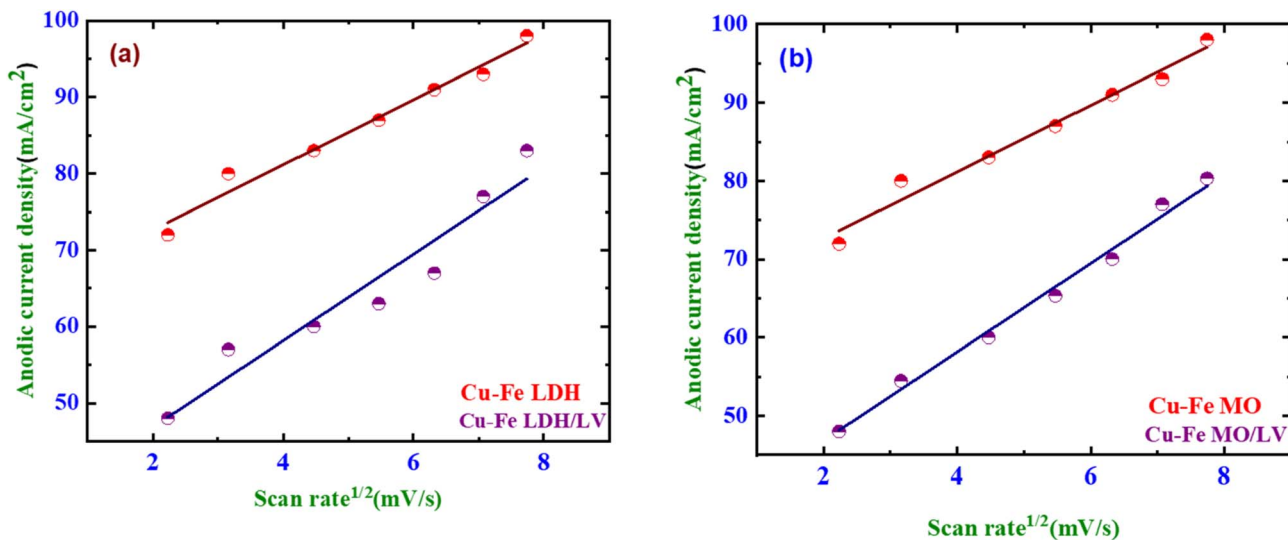 (a)
Anodic current density(mA/cm²)
100
90
80
70
60
50
2
4
6
8
Scan rate¹/²(mV/s)
Cu-Fe LDH
Cu-Fe LDH/LV
(b)
Anodic current density(mA/cm²)
100
90
80
70
60
50
2
4
6
8
Scan rate¹/²(mV/s)
Cu-Fe MO
Cu-Fe MO/LV